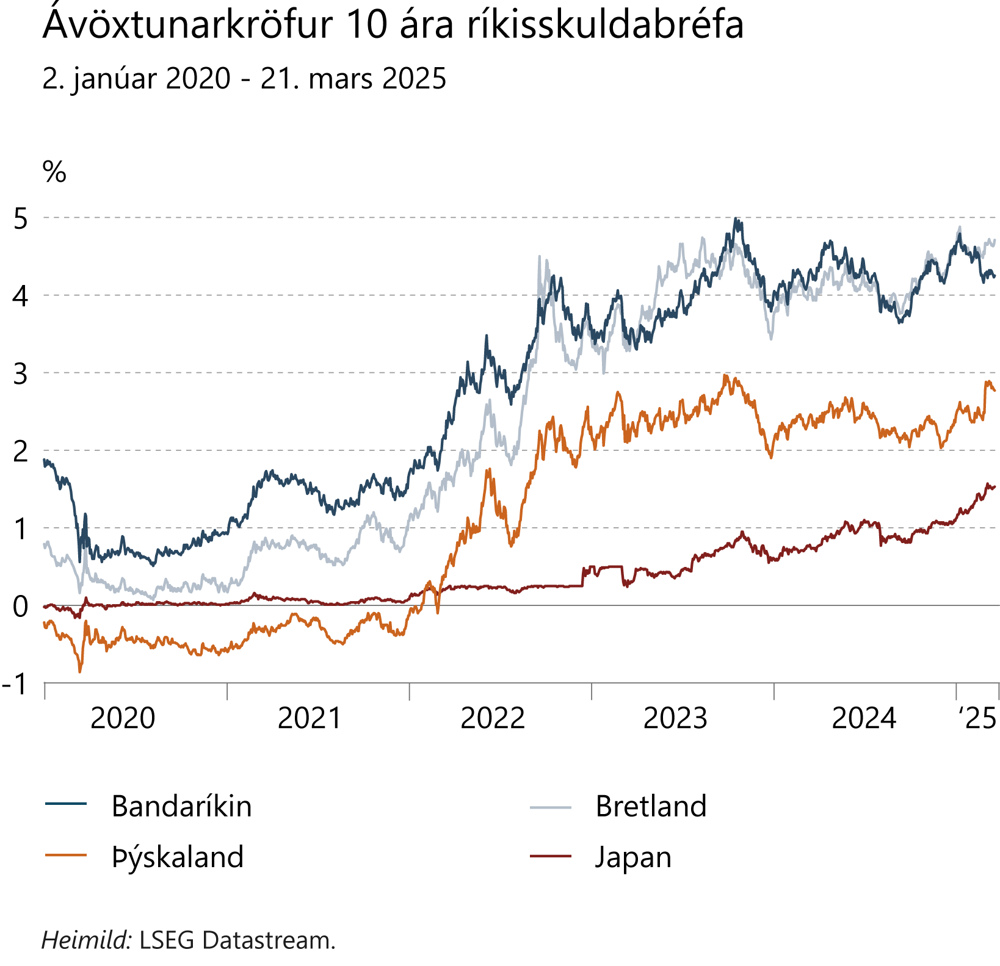 Ávöxtunarkröfur 10 ára ríkisskuldabréfa
2. janúar 2020 - 21. mars 2025
%
5
4
3
2
1
0
-1
2020 2021 2022 2023 2024 ‘25
Bandaríkin
Bretland
Þýskaland
Japan
Heimild: LSEG Datastream.